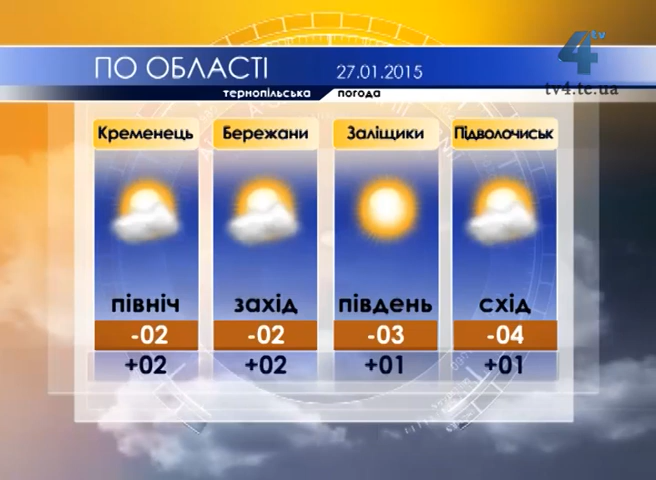 4 tv
ПО ОБЛАСТІ 27.01.2015
tv4.te.ua
тернопільська погода
Кременець Бережани Заліщики Підволочиськ
північ захід південь схід
-02 -02 -03 -04
+02 +02 +01 +01